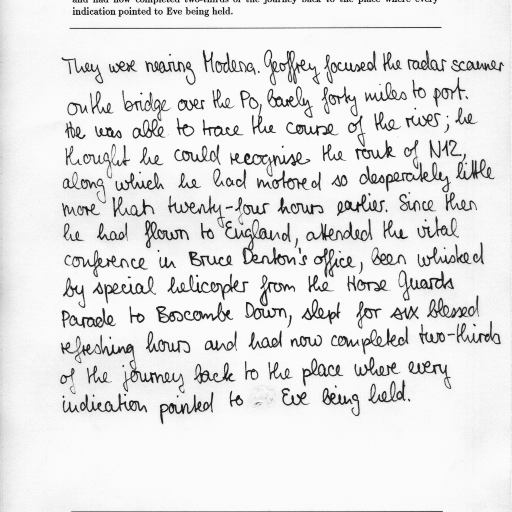 and had now completed two-thirds of the journey back to the place where every
indication pointed to Eve being held.
They were nearing Modena. Geoffrey focused the radar scanner
on the bridge over the Po, barely forty miles to port.
He was able to trace the course of the river; he
thought he could recognise the route of N12,
along which he had motored so desperately little
more than twenty-four hours earlier. Since then
he had flown to England, attended the vital
conference in Bruce Denton's office, been whisked
by special helicopter from the Horse Guards
Parade to Boscombe Down, slept for six blessed
refreshing hours and had now completed two-thirds
of the journey back to the place where every
indication pointed to Eve being held.